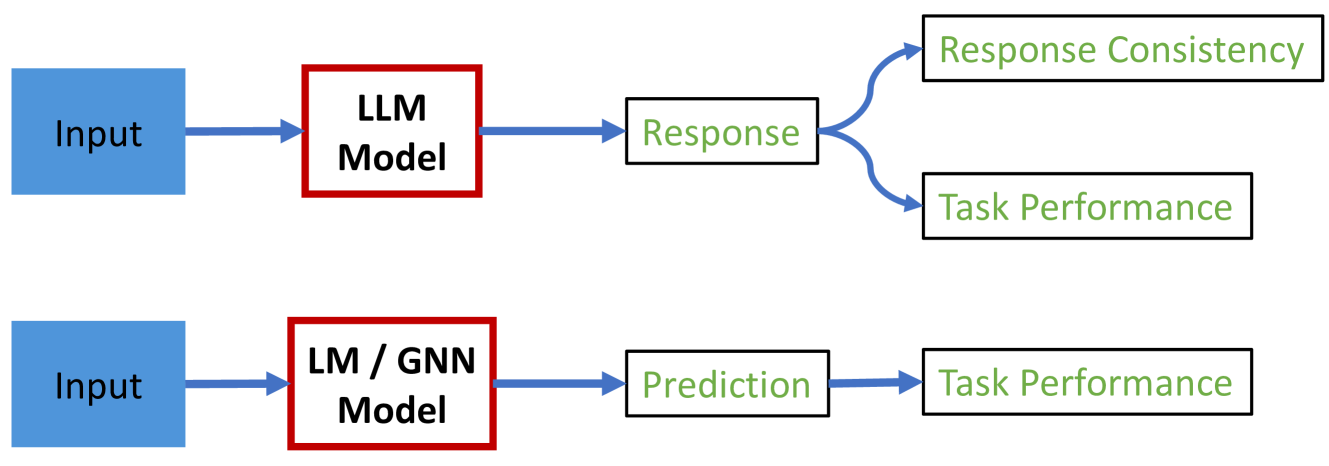 Input
LLM
Model
Response
Response Consistency
Task Performance
Input
LM / GNN
Model
Prediction
Task Performance